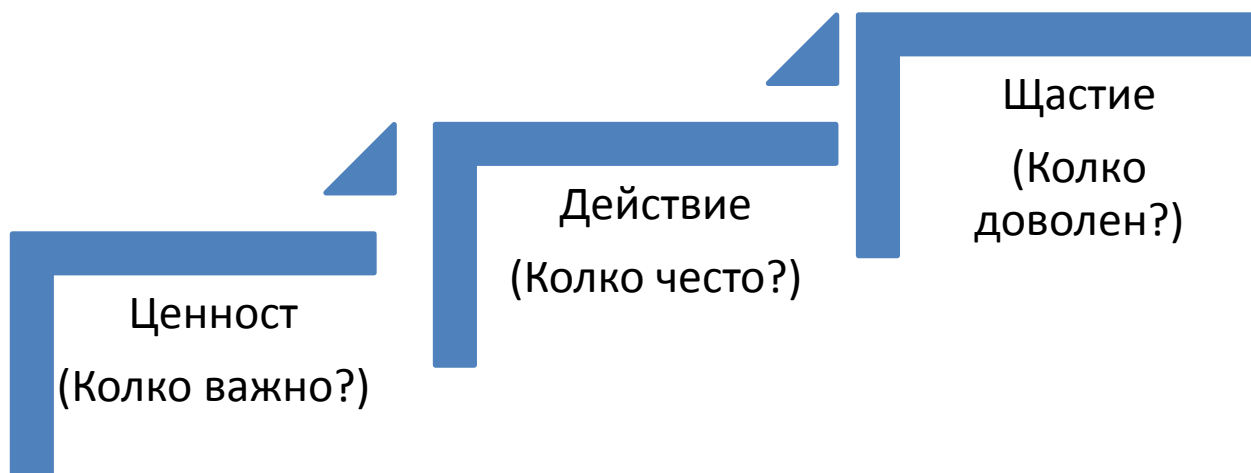 Ценност
(Колко важно?)
Действие
(Колко често?)
Щастие
(Колко
доволен?)